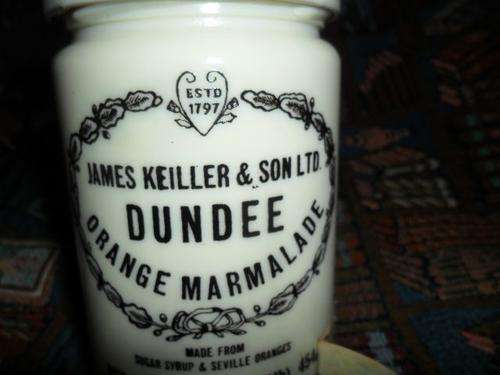 ESTD
1797
JAMES KEILLER & SON LTD.
DUNDEE
ORANGE MARMALADE
MADE FROM
SUGAR SYRUP & SEVILLE ORANGES